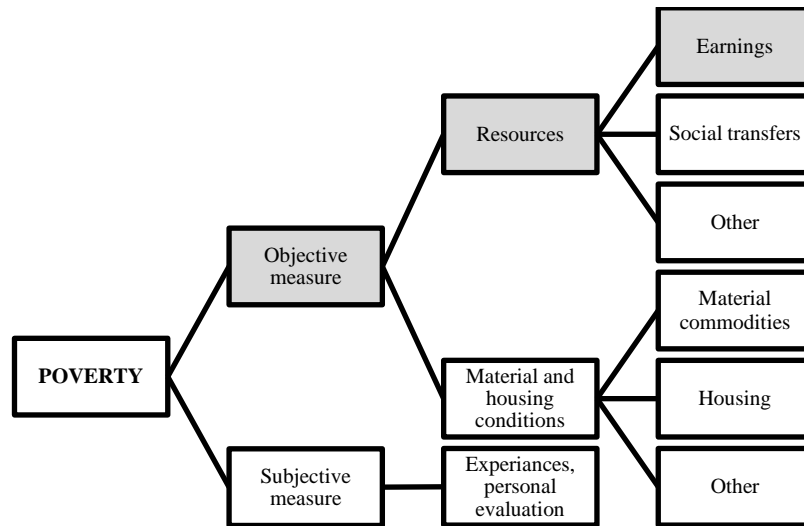 Earnings
Resources
Social transfers
Other
Objective
measure
Material
commodities
POVERTY
Material and
housing
conditions
Housing
Subjective
measure
Experiances,
personal
evaluation
Other